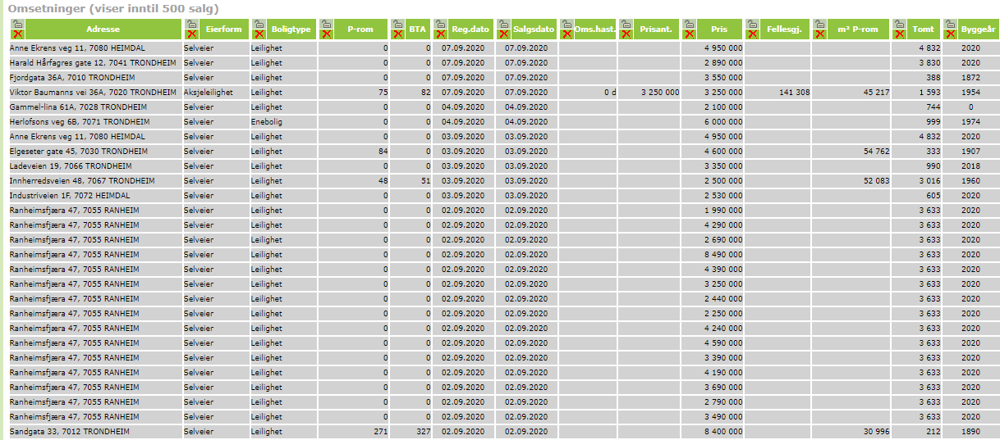 Omsetninger (viser inntil 500 salg)
Adresse Eierform Boligtype P-rom BTA Reg.dato Salgsdato Oms.hast. Prisant. Pris Fellesgj. m² P-rom Tomt Byggeår
Anne Ekrens veg 11, 7080 HEIMDAL Selveier Leilighet 0 0 07.09.2020 07.09.2020 4 950 000 4 832 2020
Harald Hårfagres gate 12, 7041 TRONDHEIM Selveier Leilighet 0 0 07.09.2020 07.09.2020 2 890 000 3 830 2020
Fjordgata 36A, 7010 TRONDHEIM Selveier Leilighet 0 0 07.09.2020 07.09.2020 3 550 000 388 1872
Viktor Baumanns vei 36A, 7020 TRONDHEIM Aksjeleilighet Leilighet 75 82 07.09.2020 07.09.2020 0 d 3 250 000 3 250 000 141 308 45 217 1 593 1954
Gammel-lina 61A, 7028 TRONDHEIM Selveier Leilighet 0 0 04.09.2020 04.09.2020 2 100 000 744 0
Herlofsons veg 6B, 7071 TRONDHEIM Selveier Enebolig 0 0 04.09.2020 04.09.2020 6 000 000 999 1974
Anne Ekrens veg 11, 7080 HEIMDAL Selveier Leilighet 0 0 03.09.2020 03.09.2020 4 950 000 4 832 2020
Elgeseter gate 45, 7030 TRONDHEIM Selveier Leilighet 84 0 03.09.2020 03.09.2020 4 600 000 54 762 333 1907
Ladeveien 19, 7066 TRONDHEIM Selveier Leilighet 0 0 03.09.2020 03.09.2020 3 350 000 990 2018
Innherredsveien 48, 7067 TRONDHEIM Selveier Leilighet 48 51 03.09.2020 03.09.2020 2 500 000 52 083 3 016 1960
Industriveien 1F, 7072 HEIMDAL Selveier Leilighet 0 0 03.09.2020 03.09.2020 2 530 000 605 2020
Ranheimsfjæra 47, 7055 RANHEIM Selveier Leilighet 0 0 02.09.2020 02.09.2020 1 990 000 3 633 2020
Ranheimsfjæra 47, 7055 RANHEIM Selveier Leilighet 0 0 02.09.2020 02.09.2020 4 290 000 3 633 2020
Ranheimsfjæra 47, 7055 RANHEIM Selveier Leilighet 0 0 02.09.2020 02.09.2020 2 690 000 3 633 2020
Ranheimsfjæra 47, 7055 RANHEIM Selveier Leilighet 0 0 02.09.2020 02.09.2020 8 490 000 3 633 2020
Ranheimsfjæra 47, 7055 RANHEIM Selveier Leilighet 0 0 02.09.2020 02.09.2020 4 390 000 3 633 2020
Ranheimsfjæra 47, 7055 RANHEIM Selveier Leilighet 0 0 02.09.2020 02.09.2020 3 250 000 3 633 2020
Ranheimsfjæra 47, 7055 RANHEIM Selveier Leilighet 0 0 02.09.2020 02.09.2020 2 440 000 3 633 2020
Ranheimsfjæra 47, 7055 RANHEIM Selveier Leilighet 0 0 02.09.2020 02.09.2020 2 250 000 3 633 2020
Ranheimsfjæra 47, 7055 RANHEIM Selveier Leilighet 0 0 02.09.2020 02.09.2020 4 240 000 3 633 2020
Ranheimsfjæra 47, 7055 RANHEIM Selveier Leilighet 0 0 02.09.2020 02.09.2020 4 590 000 3 633 2020
Ranheimsfjæra 47, 7055 RANHEIM Selveier Leilighet 0 0 02.09.2020 02.09.2020 3 390 000 3 633 2020
Ranheimsfjæra 47, 7055 RANHEIM Selveier Leilighet 0 0 02.09.2020 02.09.2020 4 190 000 3 633 2020
Ranheimsfjæra 47, 7055 RANHEIM Selveier Leilighet 0 0 02.09.2020 02.09.2020 3 690 000 3 633 2020
Ranheimsfjæra 47, 7055 RANHEIM Selveier Leilighet 0 0 02.09.2020 02.09.2020 2 790 000 3 633 2020
Ranheimsfjæra 47, 7055 RANHEIM Selveier Leilighet 0 0 02.09.2020 02.09.2020 3 490 000 3 633 2020
Sandgata 33, 7012 TRONDHEIM Selveier Leilighet 271 327 02.09.2020 02.09.2020 8 400 000 30 996 212 1890